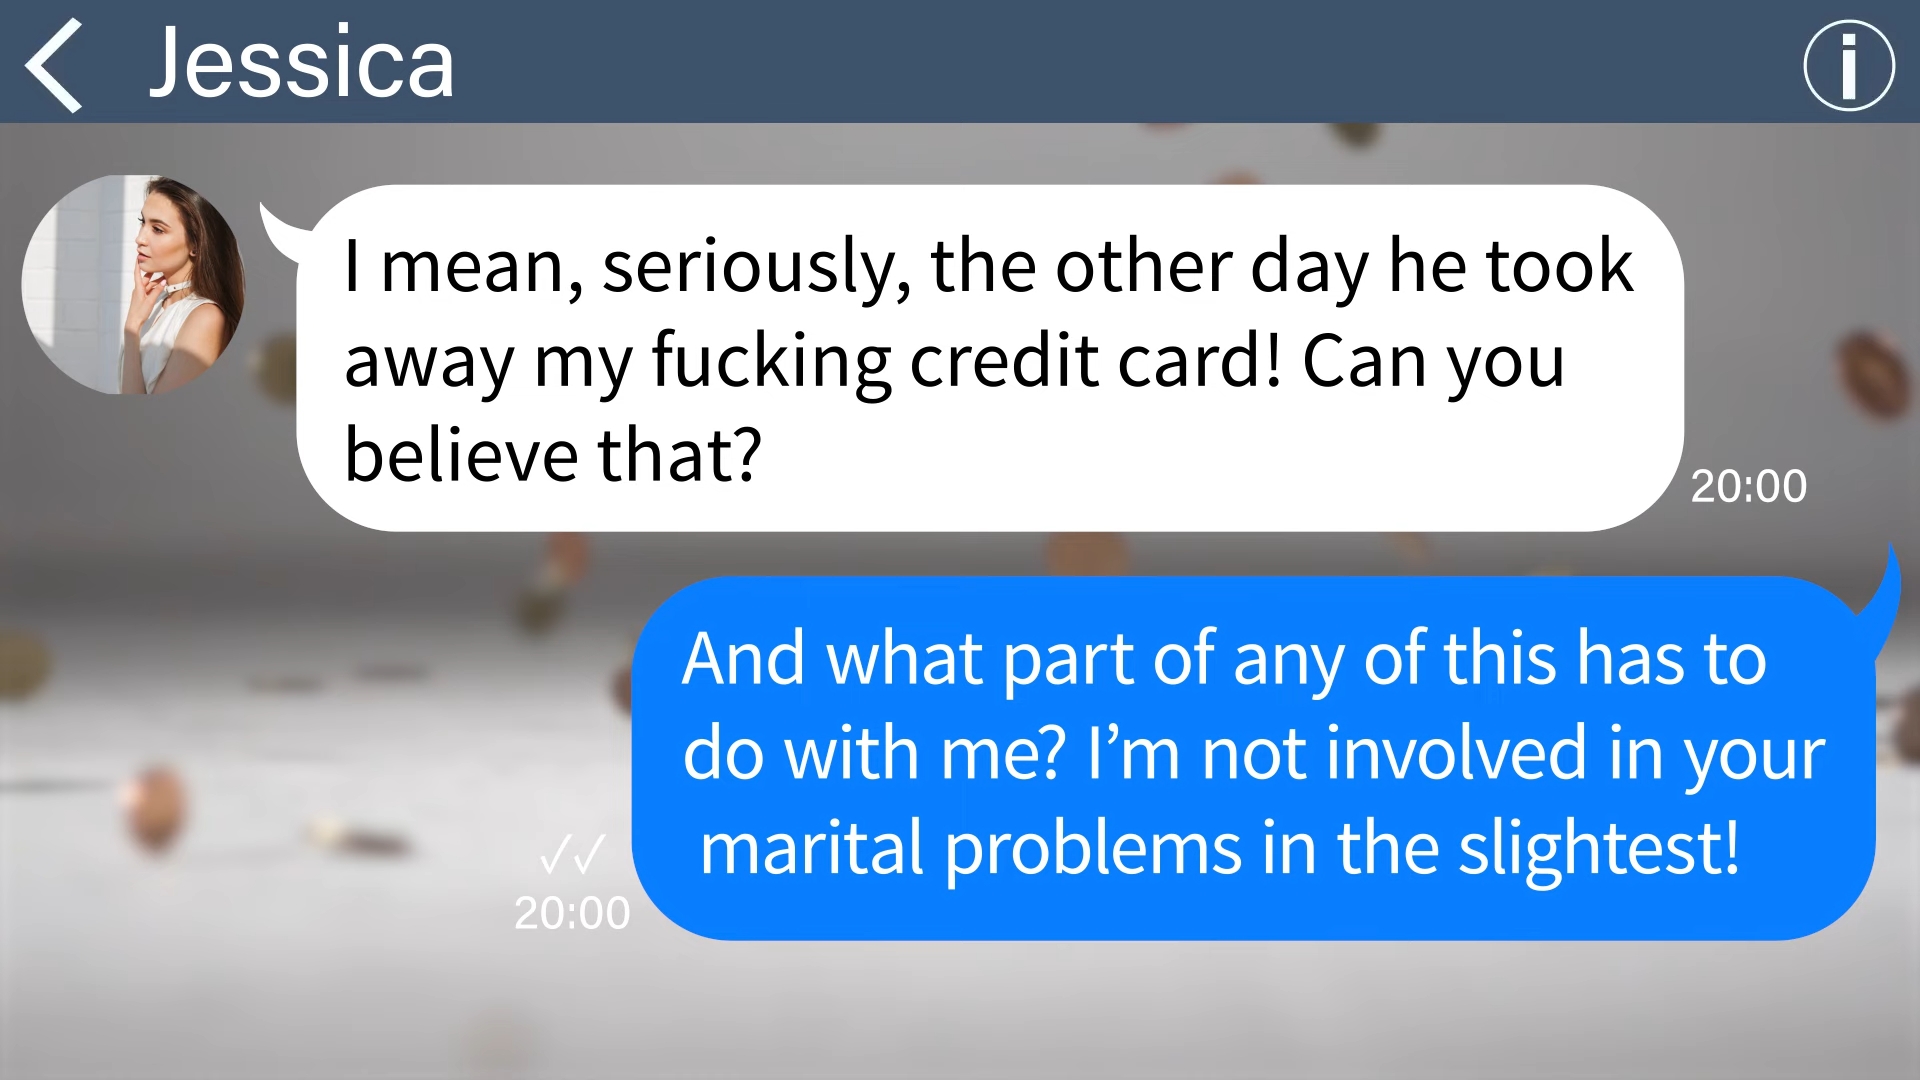 Jessica
I mean, seriously, the other day he took
away my fucking credit card! Can you
believe that?
20:00
And what part of any of this has to
do with me? I’m not involved in your
marital problems in the slightest!
20:00